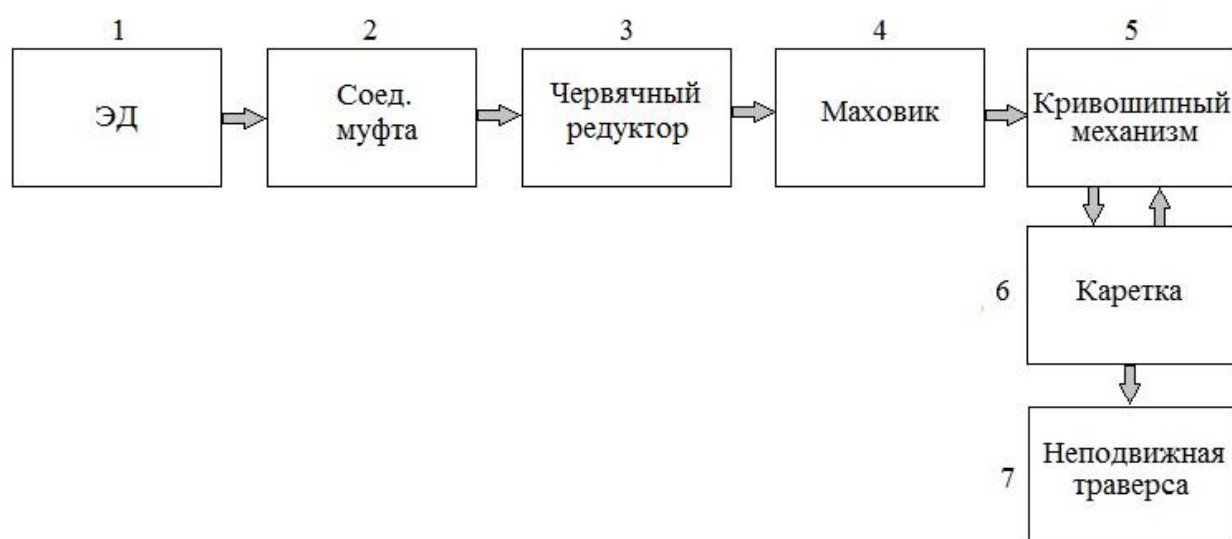 1
2
3
4
5
ЭД
Соед.
муфта
Червячный
редуктор
Маховик
Кривошипный
механизм
6
Каретка
7
Неподвижная
траверса